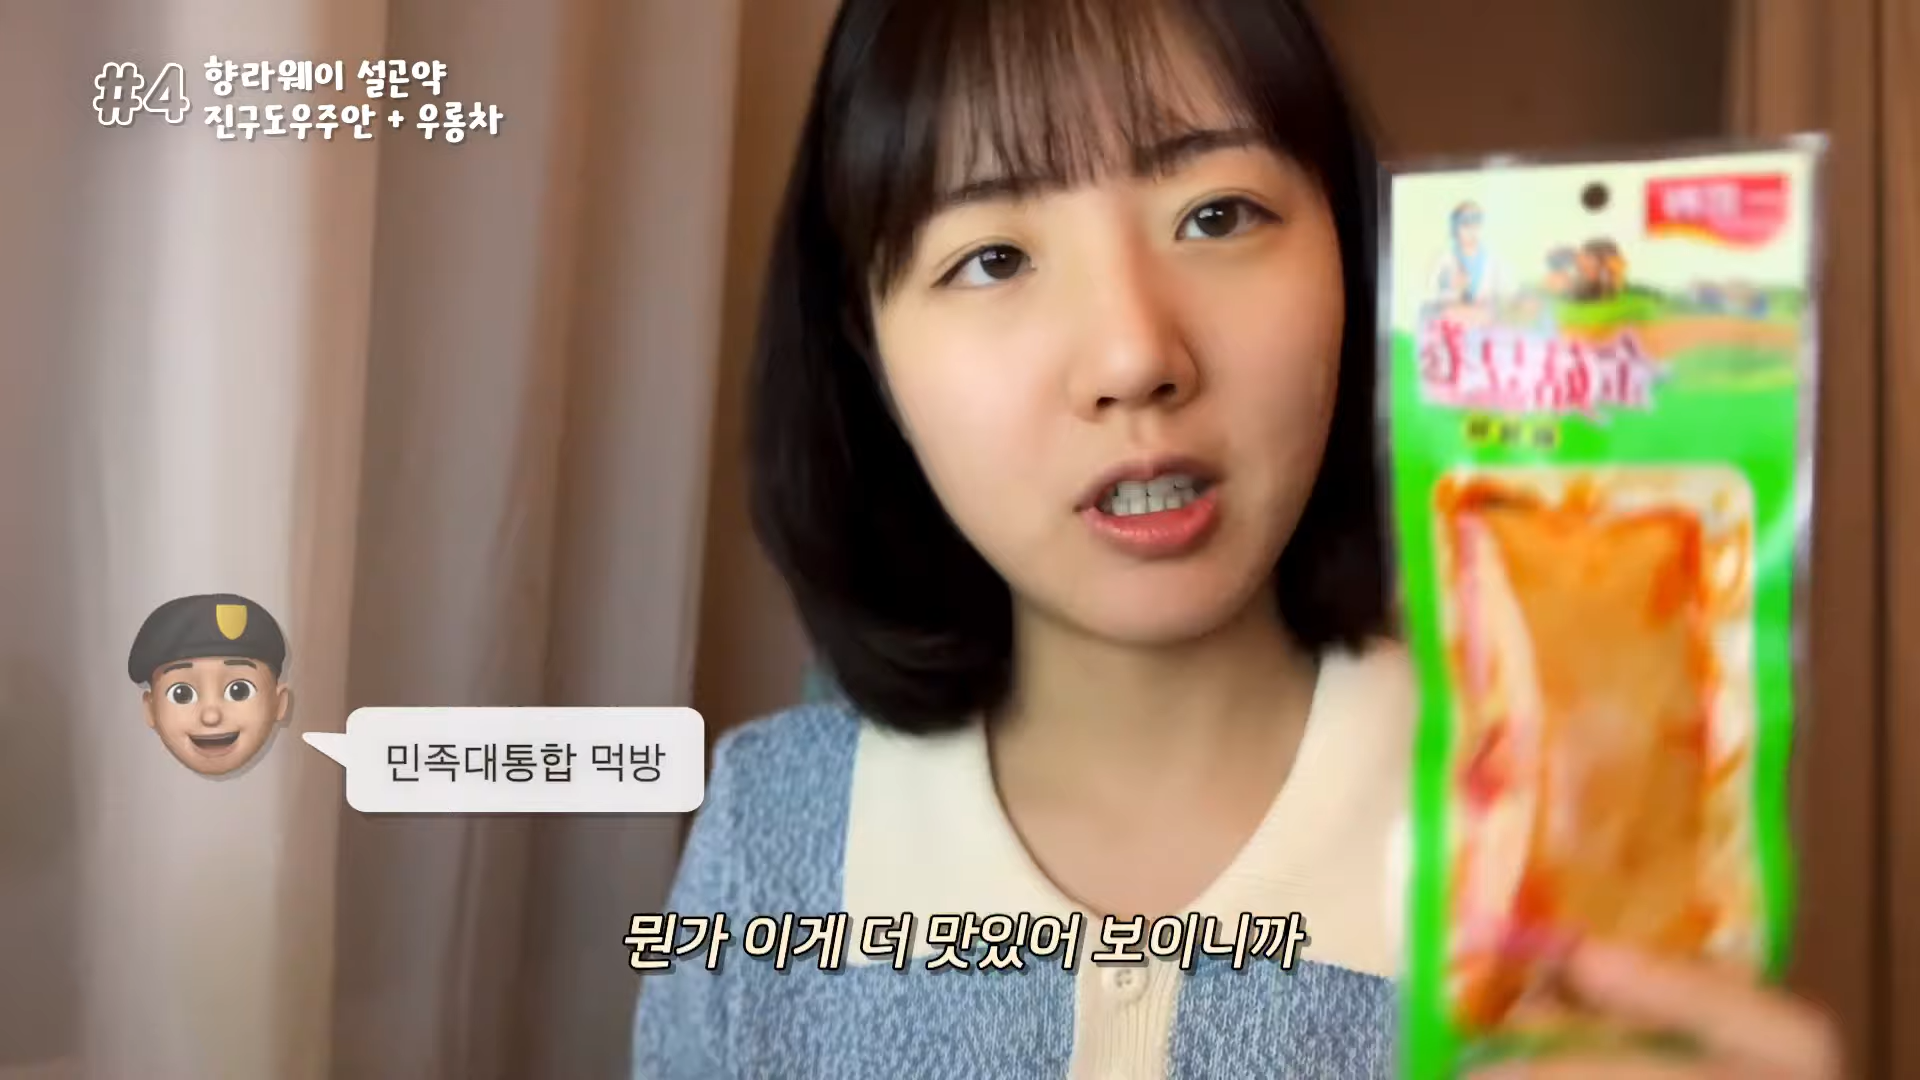 #4 향라웨이 설곤약
진구도우주안 + 우롱차
민족대통합 먹방
뭔가 이게 더 맛있어 보이니까